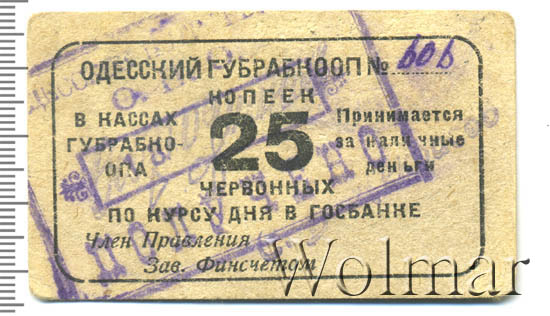 ОДЕССКИЙ ГУБРАБКООП №
КОПЕЕК
В КАССАХ
ГУБРАБКО-
ОПА
25
Принимается
за наличные
деньги
ЧЕРВОННЫХ
ПО КУРСУ ДНЯ В ГОСБАНКЕ
Член Правления
Зав. Финсчетом
Wolmar